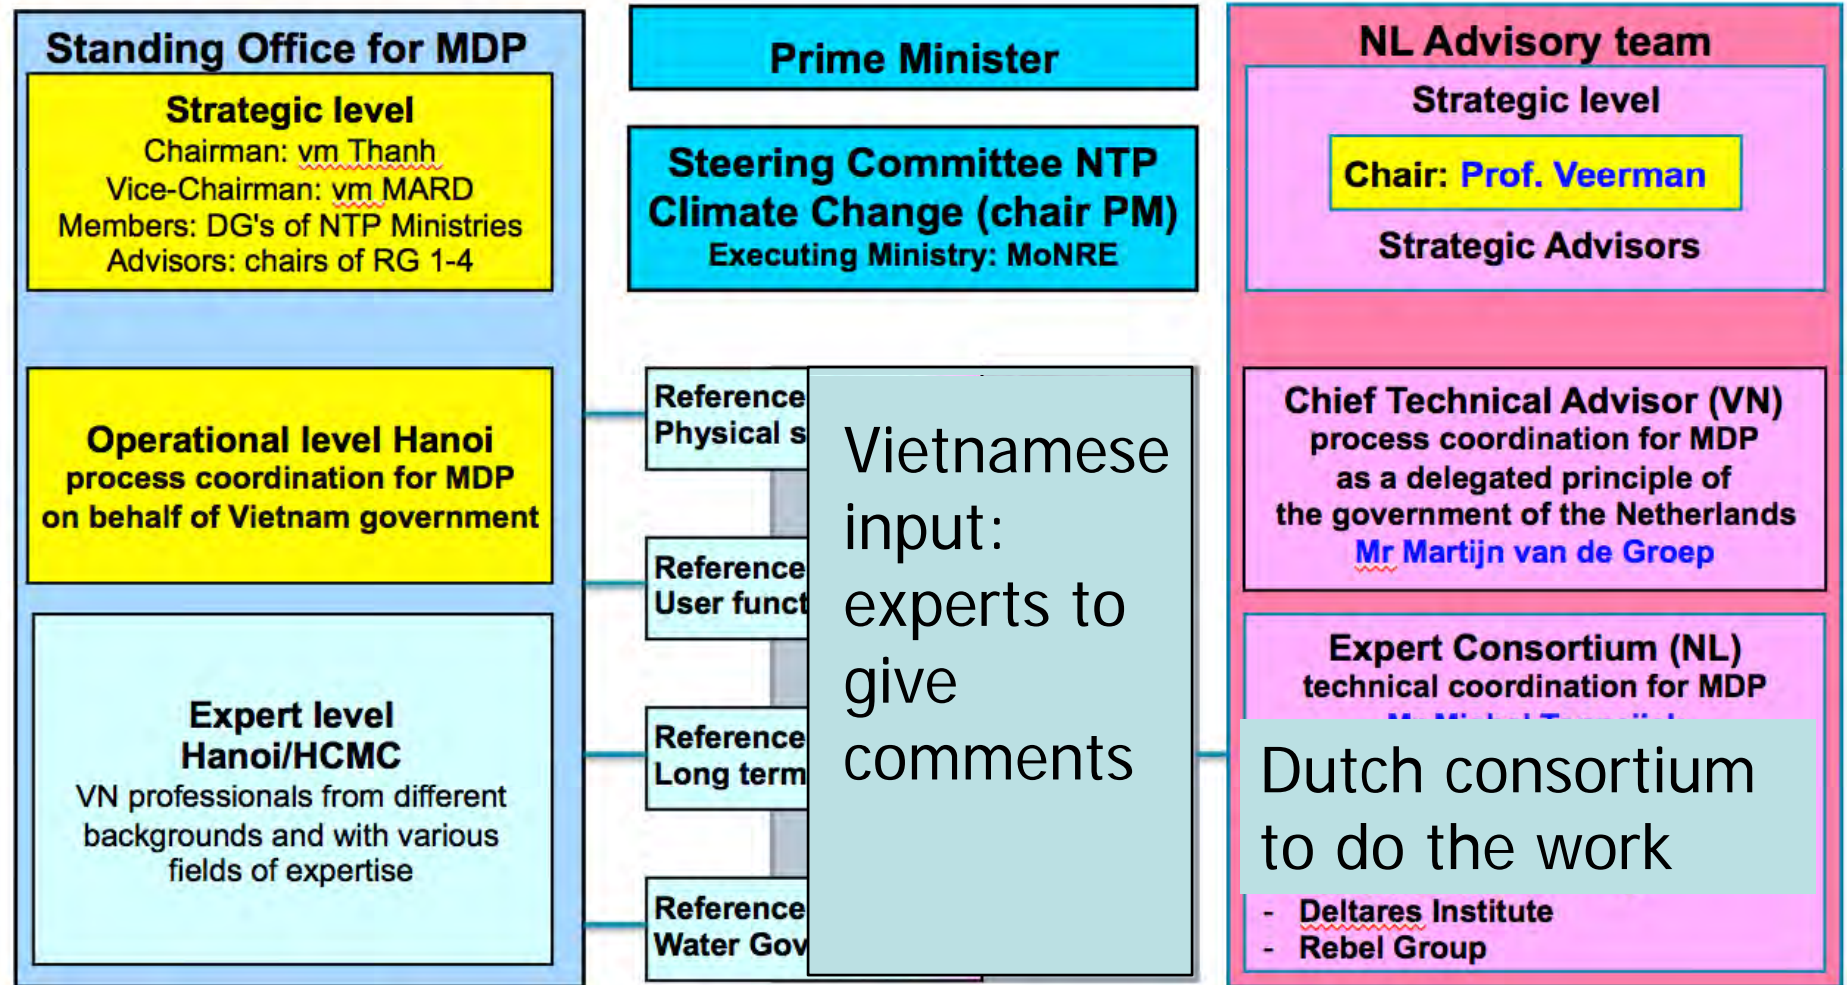 Standing Office for MDP
Strategic level
Chairman: vm Thanh
Vice-Chairman: vm MARD
Members: DG's of NTP Ministries
Advisors: chairs of RG 1-4
Operational level Hanoi
process coordination for MDP
on behalf of Vietnam government
Expert level
Hanoi/HCMC
VN professionals from different
backgrounds and with various
fields of expertise
Prime Minister
Steering Committee NTP
Climate Change (chair PM)
Executing Ministry: MoNRE
Reference
Physical s
Reference
User funct
Reference
Long term
Reference
Water Gov
Vietnamese
input:
experts to
give
comments
NL Advisory team
Strategic level
Chair: Prof. Veerman
Strategic Advisors
Chief Technical Advisor (VN)
process coordination for MDP
as a delegated principle of
the government of the Netherlands
Mr Martijn van de Groep
Expert Consortium (NL)
technical coordination for MDP
Dutch consortium
to do the work
- Deltares Institute
- Rebel Group